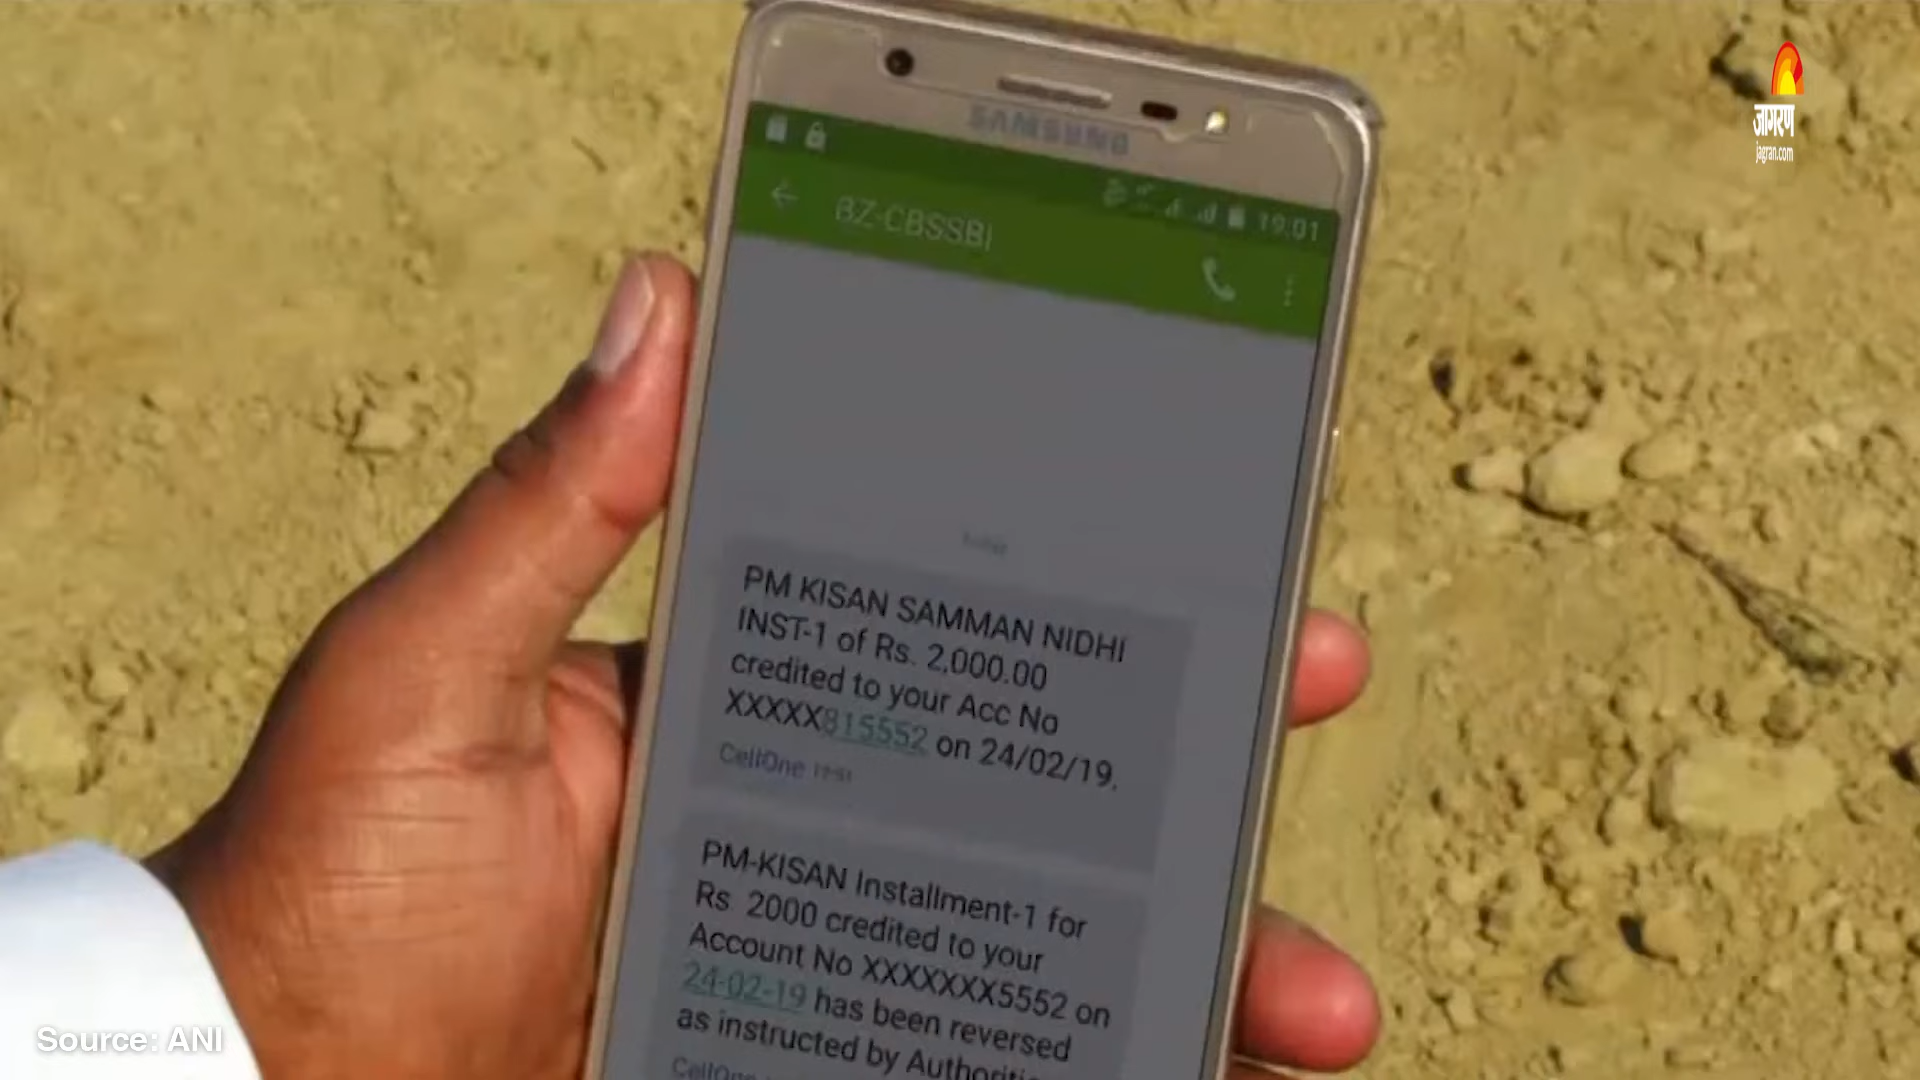 जागरण
jagran.com
SAMSUNG
19:01
BZ-CBSSBI
PM KISAN SAMMAN NIDHI
INST-1 of Rs. 2,000.00
credited to your Acc No
XXXXX815552 on 24/02/19.
CellOne
PM-KISAN Installment-1 for
Rs 2000 credited to your
Account No XXXXXXX5552 on
24-02-19 has been reversed
as instructed by
CellOne
Source: ANI